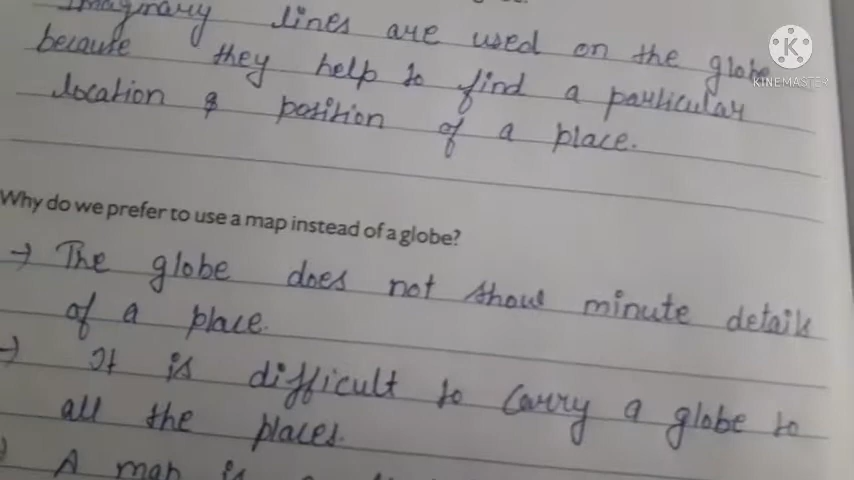 Imaginary lines are used on the globe
because they help to find a particular
location & position of a place.
KINEMASTER
Why do we prefer to use a map instead of a globe?
→ The globe does not show minute details
of a place.
→ It is difficult to carry a globe to
all the places.
A map is a